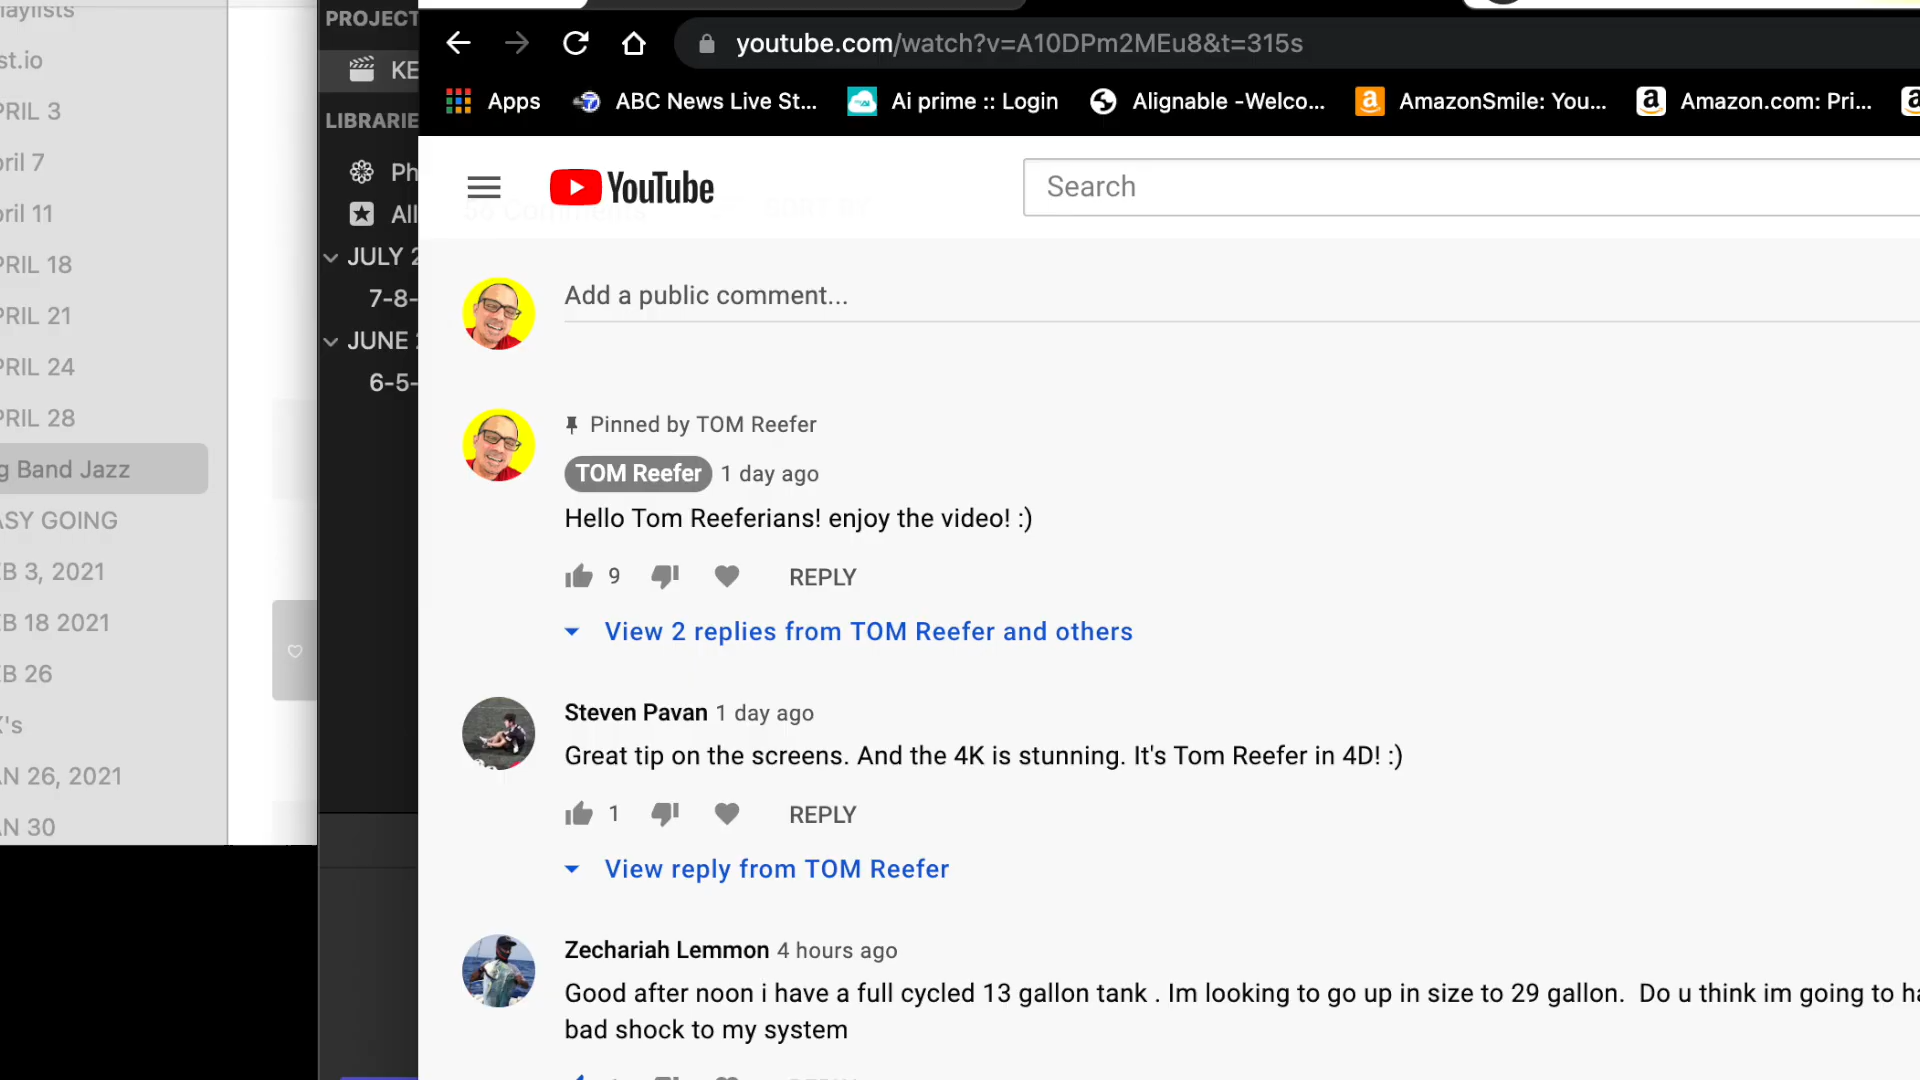 st.io
PRIL 3
pril 7
pril 11
PRIL 18
PRIL 21
PRIL 24
PRIL 28
g Band Jazz
ASY GOING
EB 3, 2021
EB 18 2021
EB 26
's
AN 26, 2021
AN 30
PROJECT
KE
LIBRARIE
Ph
All
JULY 2
7-8-
JUNE
6-5-
youtube.com/watch?v=A10DPm2MEu8&t=315s
Apps
ABC News Live St...
Ai prime :: Login
Alignable -Welco...
AmazonSmile: You...
Amazon.com: Pri...
YouTube
Search
Add a public comment...
Pinned by TOM Reefer
TOM Reefer 1 day ago
Hello Tom Reeferians! enjoy the video! :)
9 REPLY
View 2 replies from TOM Reefer and others
Steven Pavan 1 day ago
Great tip on the screens. And the 4K is stunning. It's Tom Reefer in 4D! :)
1 REPLY
View reply from TOM Reefer
Zechariah Lemmon 4 hours ago
Good after noon i have a full cycled 13 gallon tank . Im looking to go up in size to 29 gallon. Do u think im going to ha
bad shock to my system